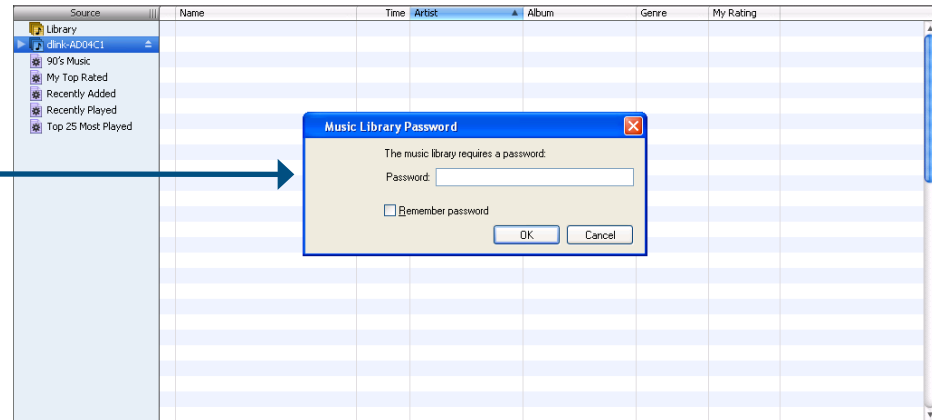 Source Name Time Artist Album Genre My Rating
Library
dlink-AD04C1
90's Music
My Top Rated
Recently Added
Recently Played
Top 25 Most Played
Music Library Password
The music library requires a password:
Password:
Remember password
OK Cancel